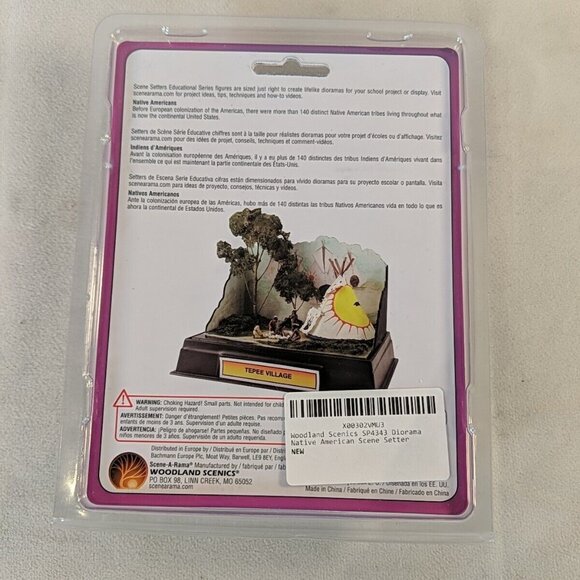 Scene Setters Educational Series figures are sized just right to create lifelike dioramas for your school project or display. Visit
scenearama.com for project ideas, tips, techniques and how-to videos.
Native Americans
Before European colonization of the Americas, there were more than 140 distinct Native American tribes living throughout what
is now the continental United States.
Setters de Scène Série Éducative chiffres sont à la taille pour réalistes dioramas pour votre projet d'écoles ou d'affichage. Visitez
scenearama.com pour des idées de projet, conseils, techniques et comment-vidéos.
Indiens d'Amériques
Avant la colonisation européenne des Amériques, il y a eu plus de 140 distinctes des tribus Indiens d'Amériques vivant dans
l'ensemble ce qui est maintenant la partie continentale des États-Unis.
Setters de Escena Serie Educativa cifras están dimensionados para vívido dioramas para su proyecto escolar o pantalla. Visita
scenearama.com para ideas de proyecto, consejos, técnicas y videos.
Nativos Americanos
Ante la colonización europea de las Américas, hubo más de 140 distintas las tribus Nativos Americanos vida en todo lo que es
ahora la continental de Estados Unidos.
TEPEE VILLAGE
WARNING: Choking Hazard! Small parts. Not intended for child
Adult supervision required.
AVERTISSEMENT: Danger d'étranglement! Petites pièces. Pas recomm
enfants de moins de 3 ans. Supervision d'un adulte requise.
ADVERTENCIA: ¡Peligro de ahogarse! Partes pequeñas. No diseñado p
niños menores de 3 años. Supervisión de un adulto requerida.
Distributed in Europe by / Distribué en Europe par / Distri
Bachmann Europe Plc, Moat Way, Barwell, LE9 8EY, Engl
Scene-A-Rama® Manufactured by / fabriqué par / fabric
WOODLAND SCENICS®
PO BOX 98, LINN CREEK, MO 65052
scenearama.com
X00302VMU3
Woodland Scenics SP4343 Diorama
Native American Scene Setter
NEW
Diseñada en los EE. UU.
Made in China / Fabriqué en Chine / Fabricado en China